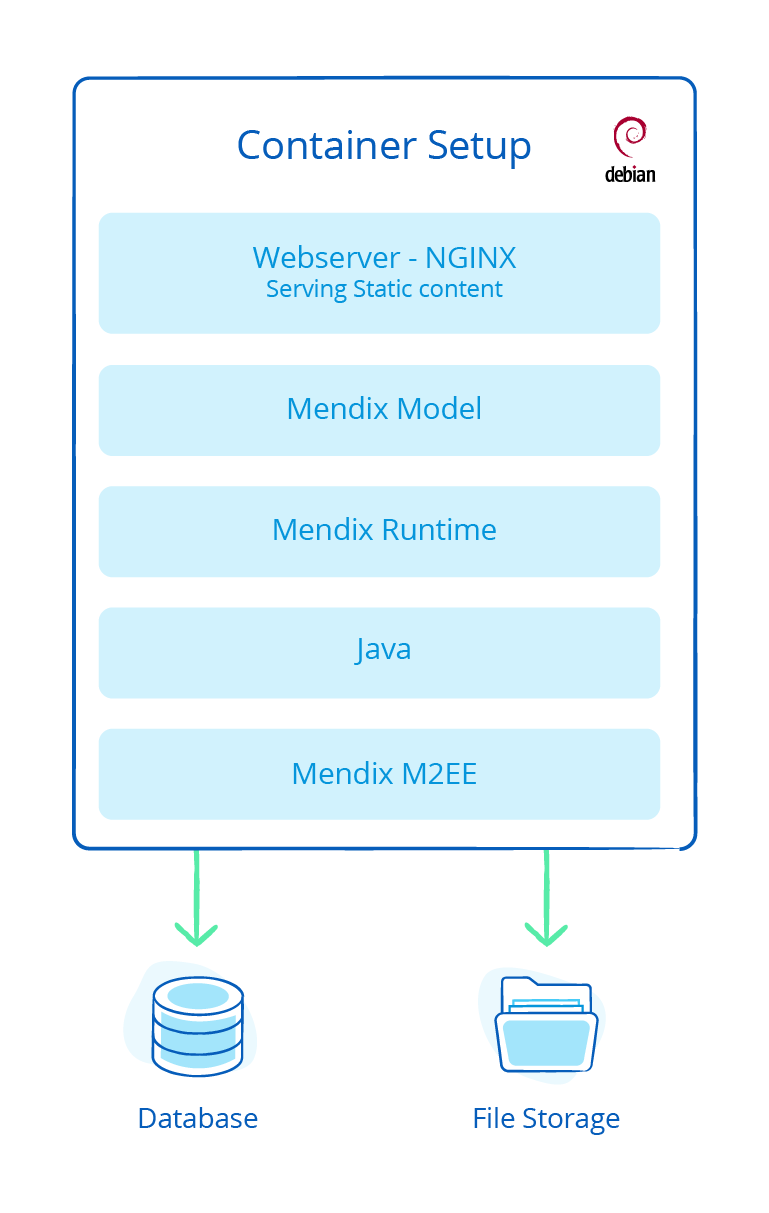 Container Setup
debian
Webserver - NGINX
Serving Static content
Mendix Model
Mendix Runtime
Java
Mendix M2EE
Database
File Storage